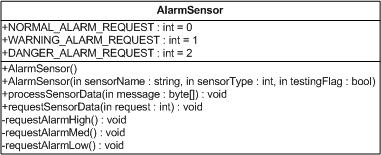 AlarmSensor
+NORMAL_ALARM_REQUEST : int = 0
+WARNING_ALARM_REQUEST : int = 1
+DANGER_ALARM_REQUEST : int = 2
+AlarmSensor()
+AlarmSensor(in sensorName : string, in sensorType : int, in testingFlag : bool)
+processSensorData(in message : byte[]) : void
+requestSensorData(in request : int) : void
-requestAlarmHigh() : void
-requestAlarmMed() : void
-requestAlarmLow() : void